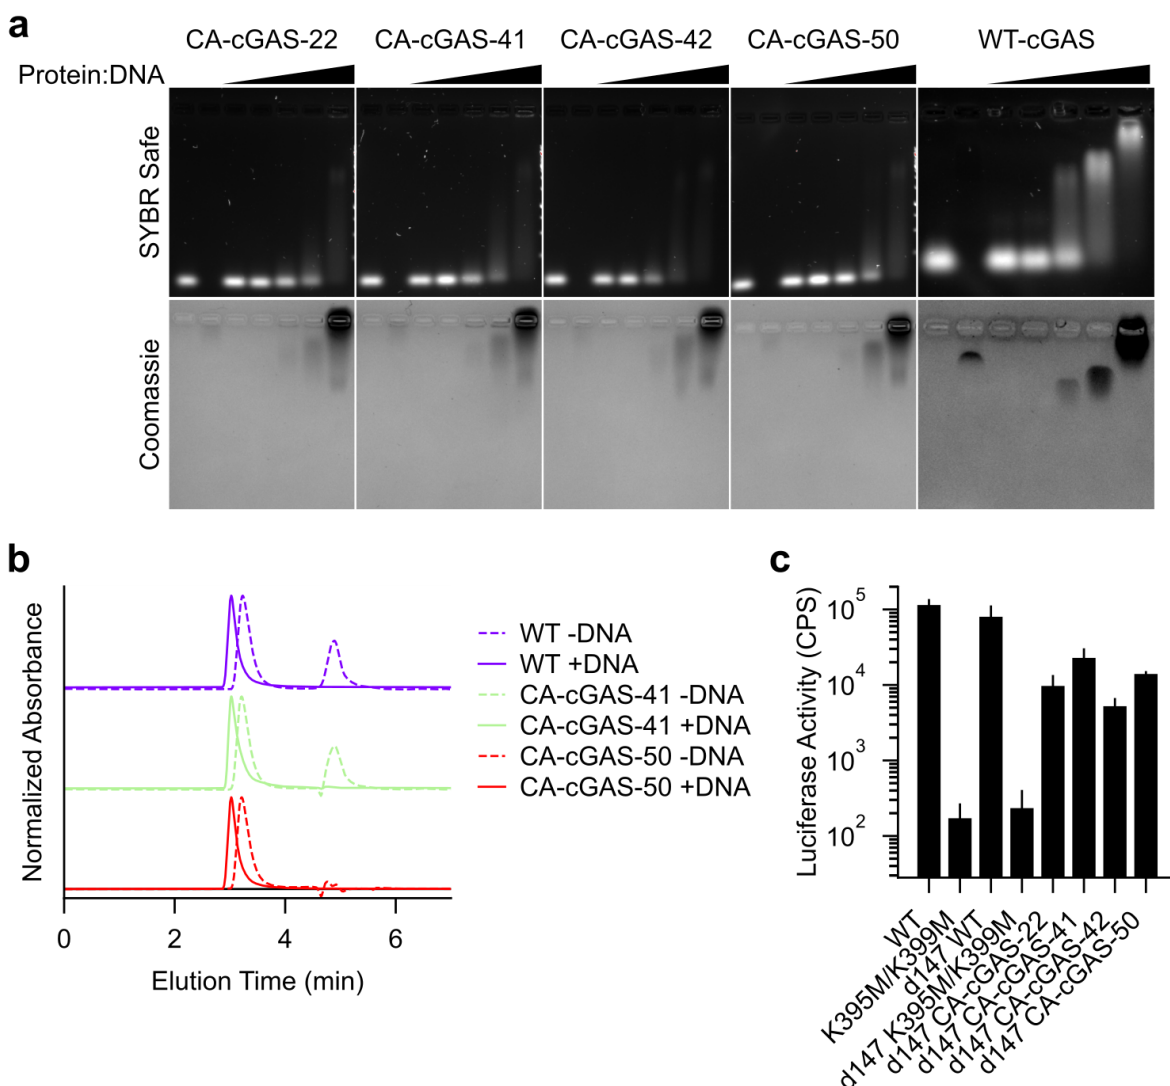 a
CA-cGAS-22 CA-cGAS-41 CA-cGAS-42 CA-cGAS-50 WT-cGAS
Protein:DNA
SYBR Safe
Coomassie
b
Normalized Absorbance
WT -DNA
WT +DNA
CA-cGAS-41 -DNA
CA-cGAS-41 +DNA
CA-cGAS-50 -DNA
CA-cGAS-50 +DNA
0 2 4 6
Elution Time (min)
c
Luciferase Activity (CPS)
10^5
10^4
10^3
10^2
WT
K395M/K399M
d147 WT
d147 K395M/K399M
d147 CA-cGAS-22
d147 CA-cGAS-41
d147 CA-cGAS-42
d147 CA-cGAS-50